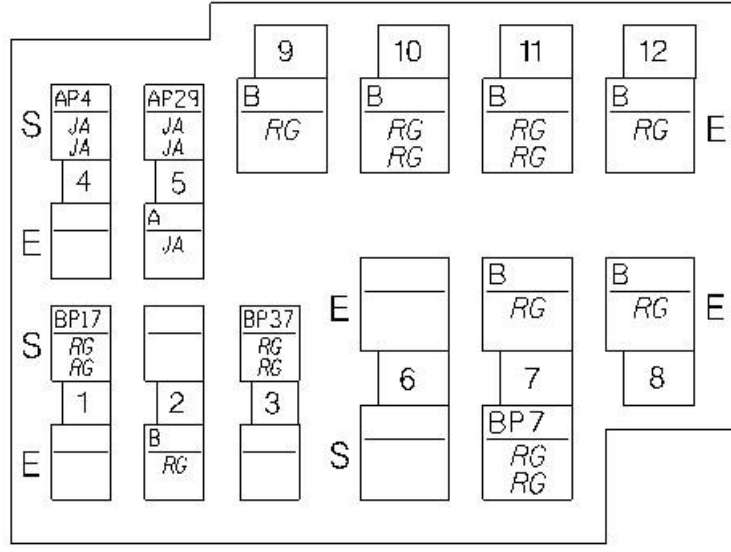 9 10 11 12
AP4 AP29 B B B B
S JA JA RG RG RG RG E
JA JA RG RG
4 5
E A
JA
B B
E RG RG E
S BP17 BP37
RG RG
RG RG
6 7 8
1 2 3
B BP7
E RG S RG
RG